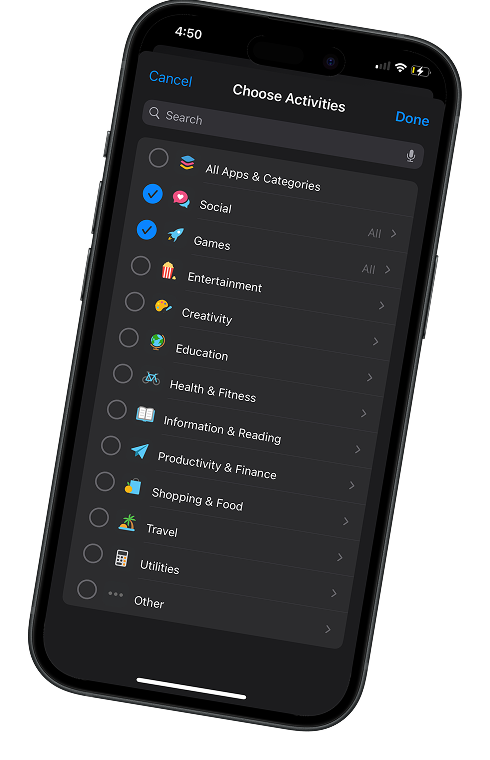 4:50
Cancel
Choose Activities
Done
Search
All Apps & Categories
Social All
Games All
Entertainment
Creativity
Education
Health & Fitness
Information & Reading
Productivity & Finance
Shopping & Food
Travel
Utilities
Other